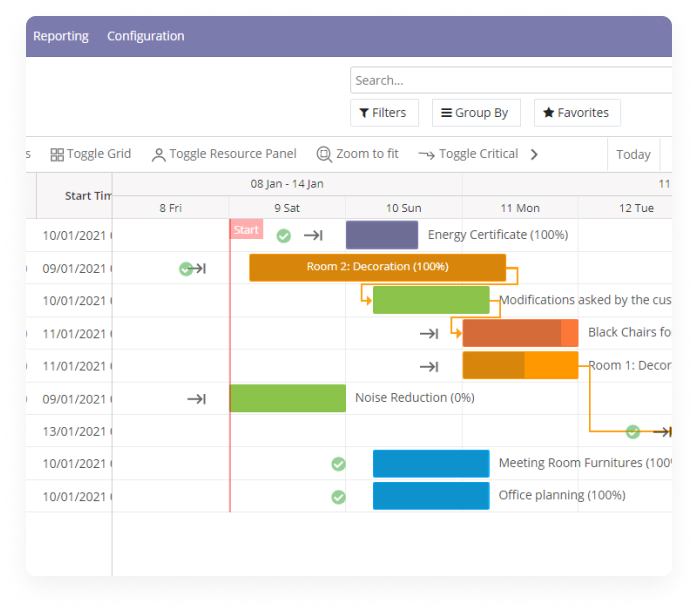 Reporting Configuration
Search...
Filters Group By Favorites
s Toggle Grid Toggle Resource Panel Zoom to fit Toggle Critical Today
08 Jan - 14 Jan 11
Start Tim
8 Fri 9 Sat 10 Sun 11 Mon 12 Tue
Start
10/01/2021 Energy Certificate (100%)
09/01/2021 Room 2: Decoration (100%)
10/01/2021 Modifications asked by the cus
11/01/2021 Black Chairs fo
11/01/2021 Room 1: Decor
09/01/2021 Noise Reduction (0%)
13/01/2021
10/01/2021 Meeting Room Furnitures (100%
10/01/2021 Office planning (100%)